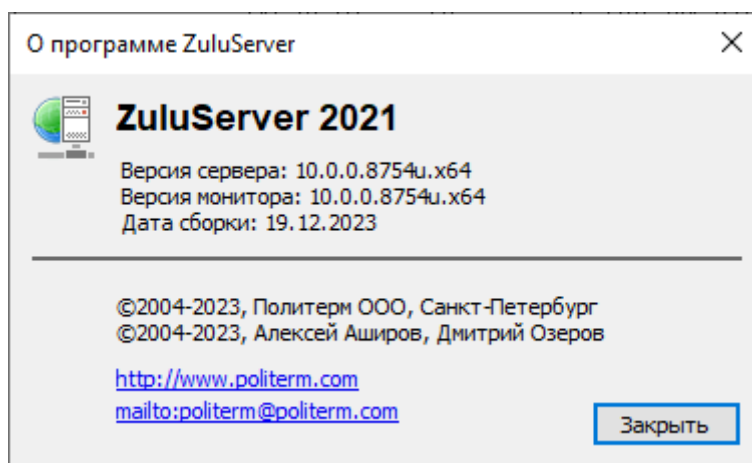 О программе ZuluServer
ZuluServer 2021
Версия сервера: 10.0.0.8754u.x64
Версия монитора: 10.0.0.8754u.x64
Дата сборки: 19.12.2023
©2004-2023, Политерм ООО, Санкт-Петербург
©2004-2023, Алексей Аширов, Дмитрий Озеров
http://www.politerm.com
mailto:politerm@politerm.com
Закрыть